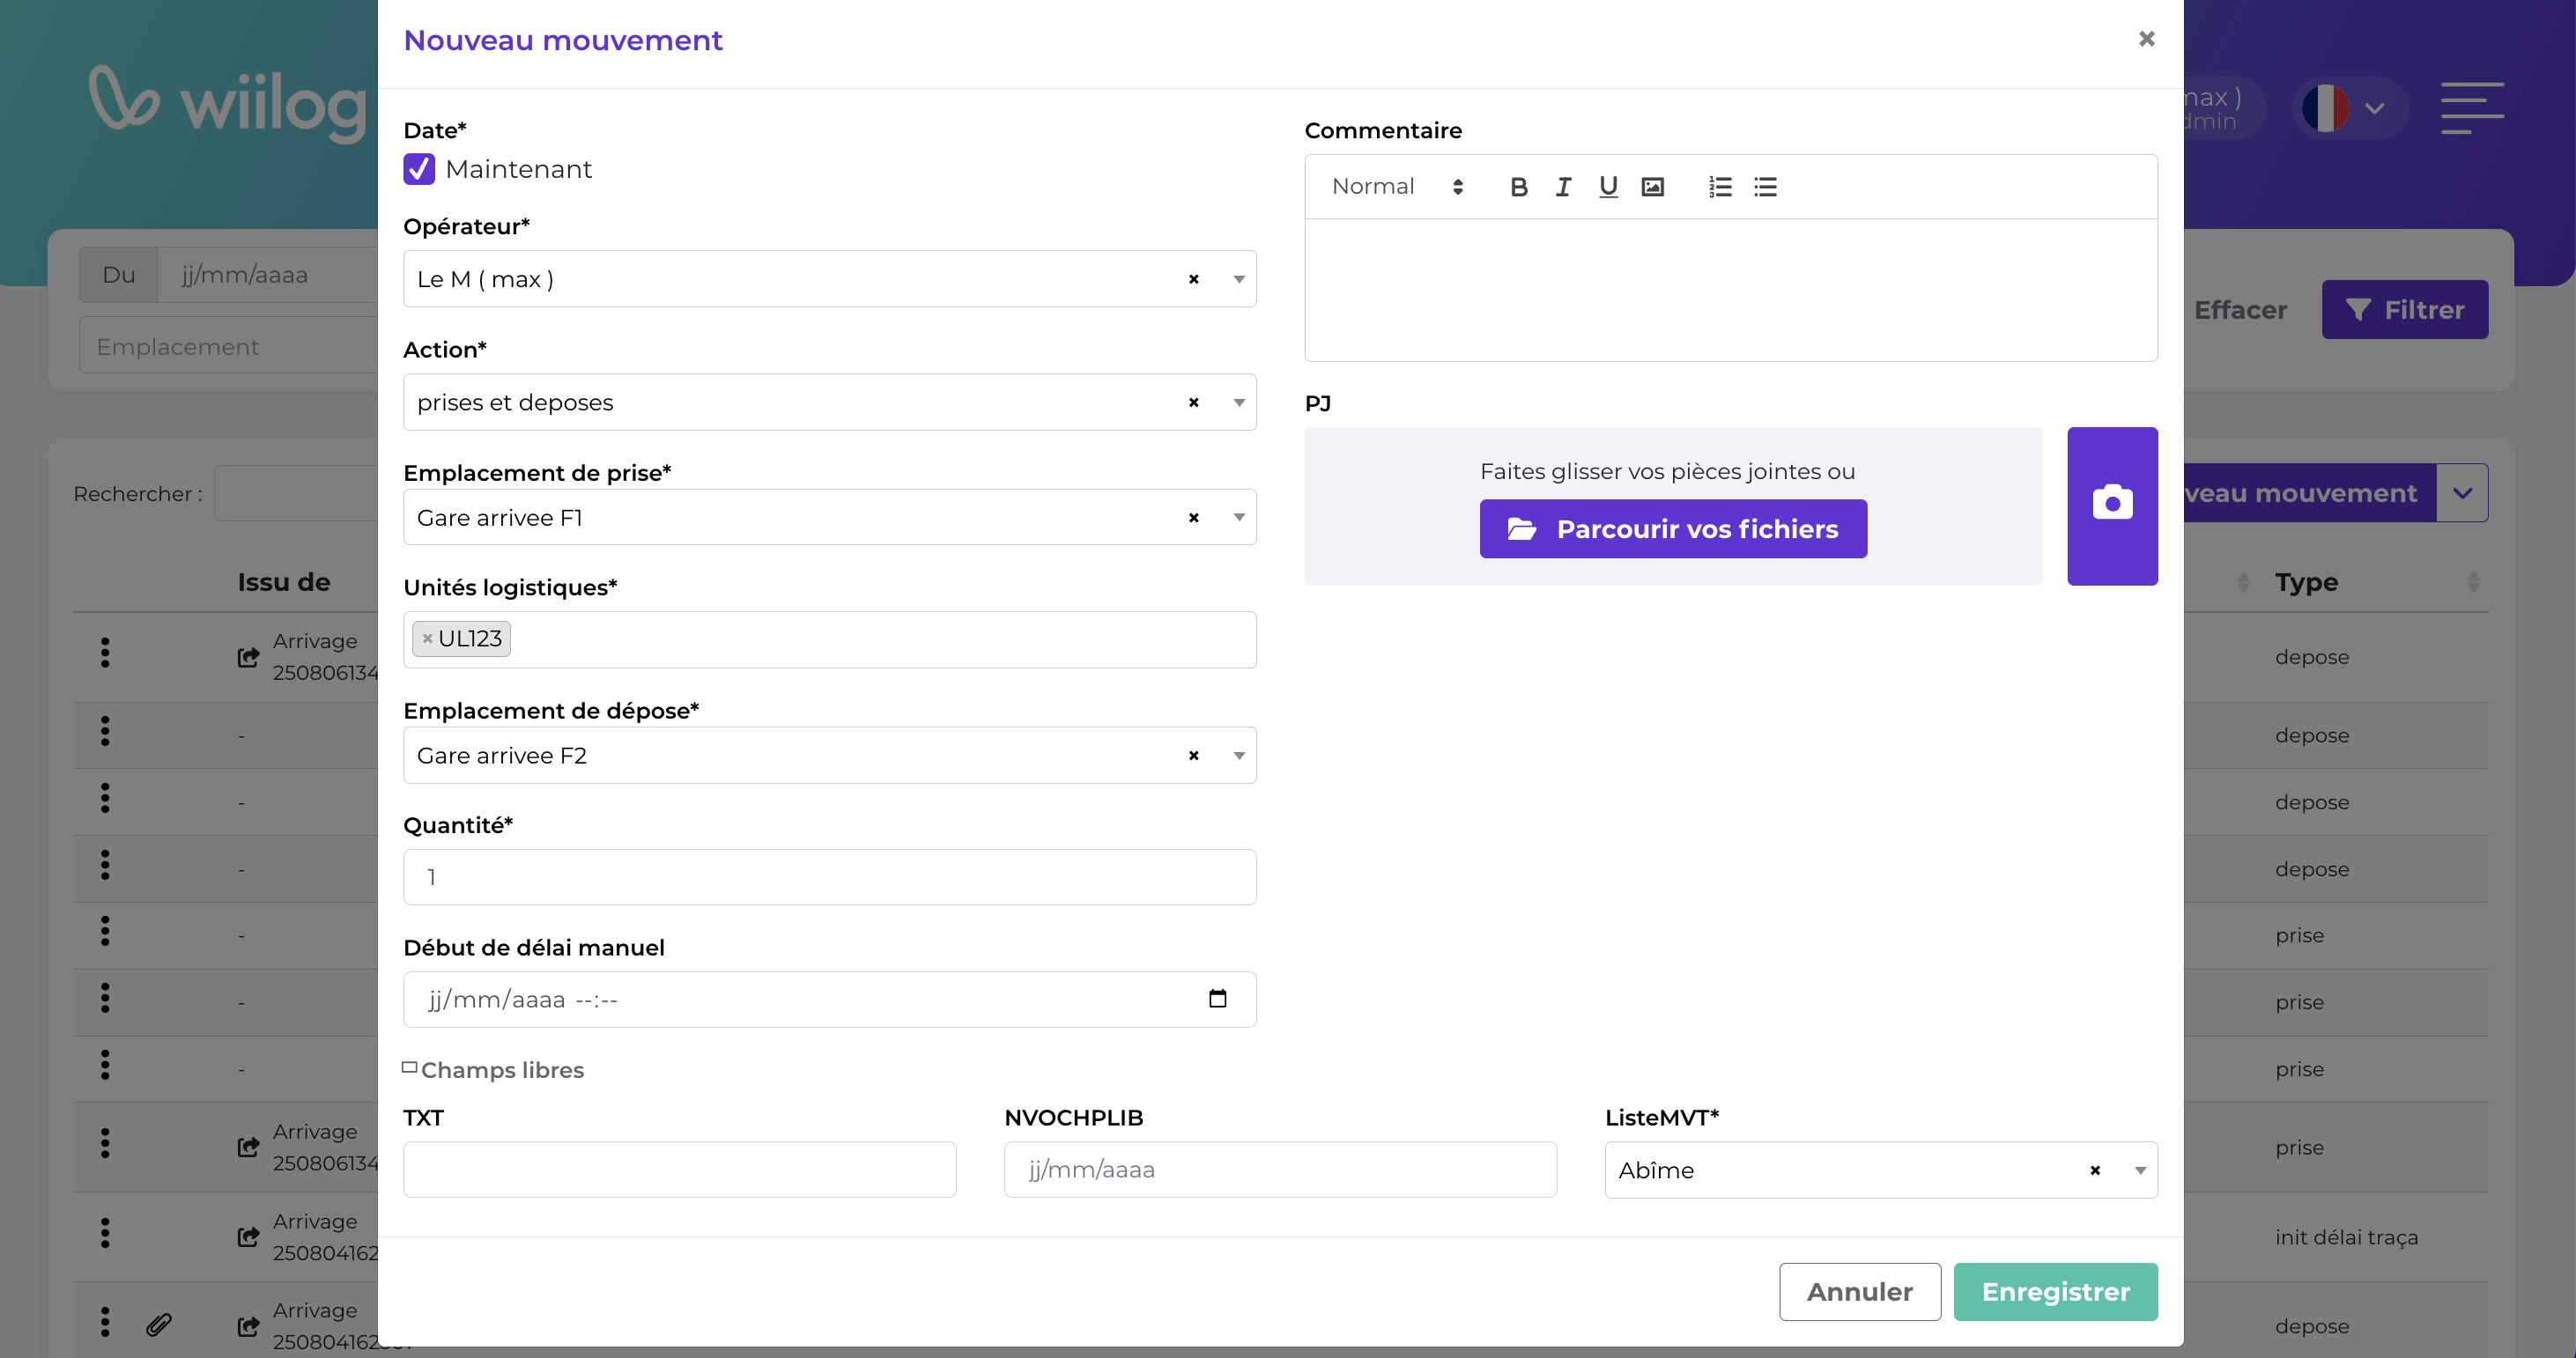 Nouveau mouvement
wiilog
max )
dmin
Date*
Maintenant
Commentaire
Normal
Opérateur*
Le M ( max )
Du jj/mm/aaaa
Emplacement
Effacer
Filtrer
Action*
prises et deposes
PJ
Faites glisser vos pièces jointes ou
Parcourir vos fichiers
Emplacement de prise*
Gare arrivee F1
Rechercher :
veau mouvement
Issu de
Type
Unités logistiques*
UL123
Arrivage
250806134
depose
Emplacement de dépose*
Gare arrivee F2
-
depose
-
depose
Quantité*
1
-
depose
-
prise
Début de délai manuel
jj/mm/aaaa --:--
-
prise
-
prise
Champs libres
TXT
NVOCHPLIB
jj/mm/aaaa
ListeMVT*
Abîme
Arrivage
250806134
prise
Arrivage
250804162
init délai traça
Arrivage
250804162
depose
Annuler
Enregistrer